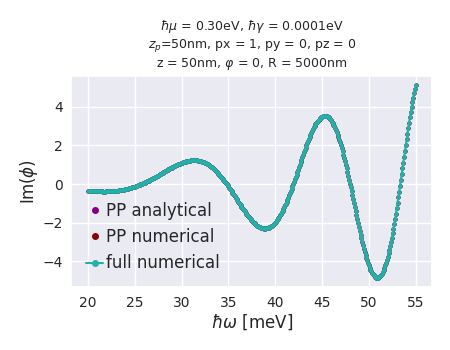 ħμ = 0.30eV, ħγ = 0.0001eV
zₚ=50nm, px = 1, py = 0, pz = 0
z = 50nm, φ = 0, R = 5000nm
Im(ϕ)
4
2
0
−2
−4
PP analytical
PP numerical
full numerical
20 25 30 35 40 45 50 55
ħω [meV]